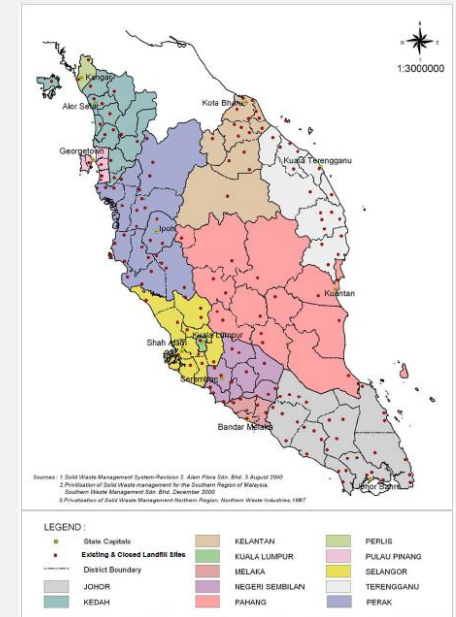 N
W
E
S
1:3000000
Kangar
Alor Setar
Kota Bharu
Georgetown
Kuala Terengganu
Ipoh
Kuantan
Kuala Lumpur
Shah Alam
Seremban
Bandar Melaka
Johor Bahru
Sources : 1.Solid Waste Management System-Revision 2, Alam Flora Sdn. Bhd. 3 August 2000
2.Privatisation of Solid Waste management for the Southern Region of Malaysia,
Southern Waste Management Sdn. Bhd. December 2000
3.Privatisation of Solid Waste Management-Northern Region. Northern Waste Industries,1997
LEGEND :
State Capitals
Existing & Closed Landfill Sites
District Boundary
JOHOR
KEDAH
KELANTAN
KUALA LUMPUR
MELAKA
NEGERI SEMBILAN
PAHANG
PERLIS
PULAU PINANG
SELANGOR
TERENGGANU
PERAK